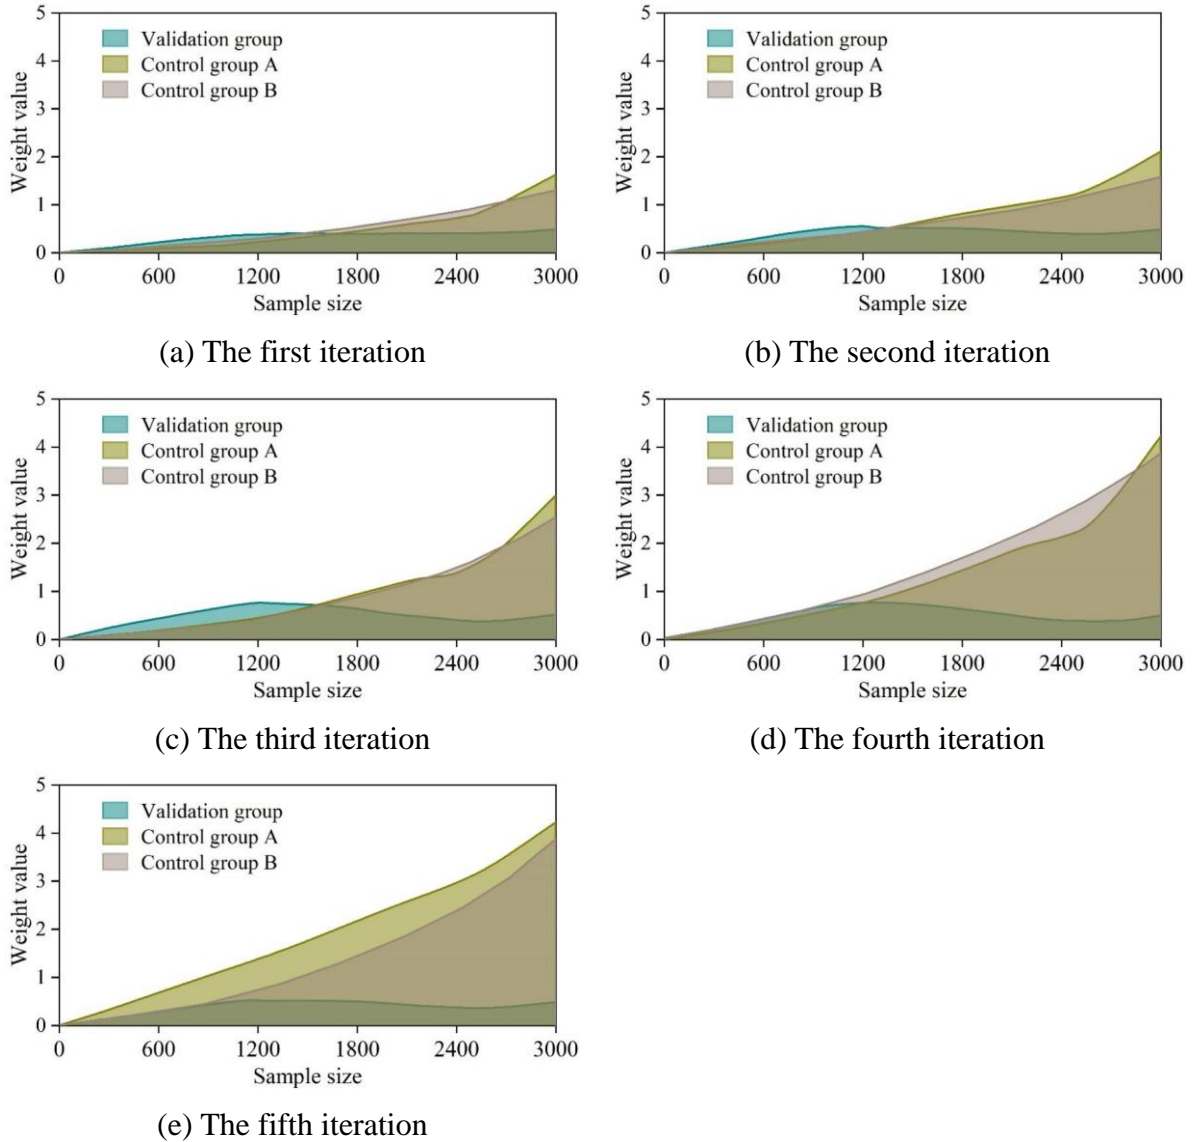 5
4
3
2
1
0
Weight value
Validation group
Control group A
Control group B
0 600 1200 1800 2400 3000
Sample size
(a) The first iteration
5
4
3
2
1
0
Weight value
Validation group
Control group A
Control group B
0 600 1200 1800 2400 3000
Sample size
(b) The second iteration
5
4
3
2
1
0
Weight value
Validation group
Control group A
Control group B
0 600 1200 1800 2400 3000
Sample size
(c) The third iteration
5
4
3
2
1
0
Weight value
Validation group
Control group A
Control group B
0 600 1200 1800 2400 3000
Sample size
(d) The fourth iteration
5
4
3
2
1
0
Weight value
Validation group
Control group A
Control group B
0 600 1200 1800 2400 3000
Sample size
(e) The fifth iteration